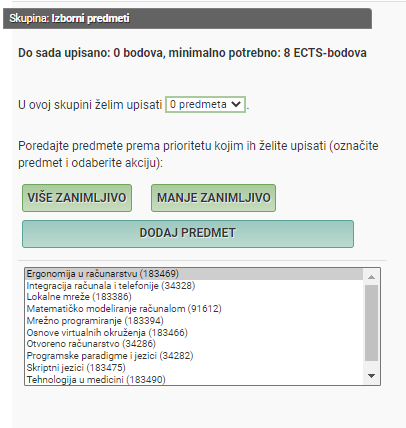 Skupina: Izborni predmeti
Do sada upisano: 0 bodova, minimalno potrebno: 8 ECTS-bodova
U ovoj skupini želim upisati 0 predmeta.
Poredajte predmete prema prioritetu kojim ih želite upisati (označite
predmet i odaberite akciju):
VIŠE ZANIMLJIVO MANJE ZANIMLJIVO
DODAJ PREDMET
Ergonomija u računarstvu (183469)
Integracija računala i telefonije (34328)
Lokalne mreže (183386)
Matematičko modeliranje računalom (91612)
Mrežno programiranje (183394)
Osnove virtualnih okruženja (183466)
Otvoreno računarstvo (34286)
Programske paradigme i jezici (34282)
Skriptni jezici (183475)
Tehnologija u medicini (183490)